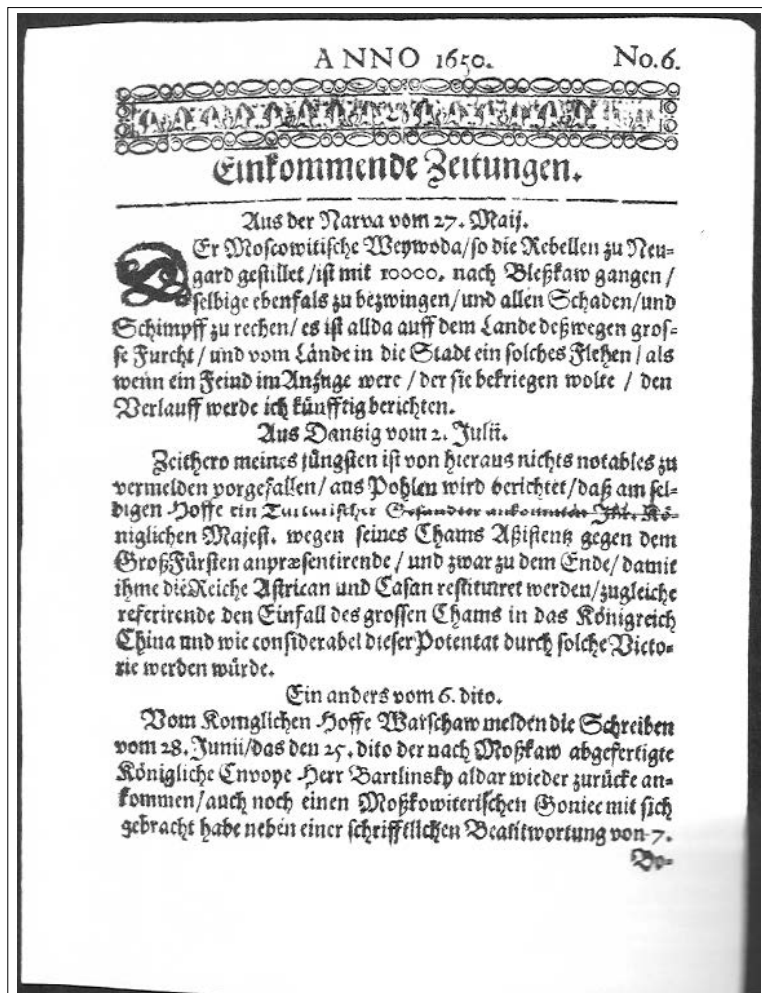 ANNO 1650. No. 6.
Einkommende Zeitungen.
Aus der Narva vom 27. Maij.
DEr Moscowitische Weywoda/so die Rebellen zu Neu-
gard gestillet/ist mit 10000. nach Bleßkaw gangen/
selbige ebenfals zu bezwingen/und allen Schaden/und
Schimpff zu rechen/es ist allda auff dem Lande deßwegen gros-
se Furcht/und vom Lände in die Stadt ein solches Flehen/als
wenn ein Feind im Anzuge were/der sie bekriegen wolte/den
Verlauff werde ich künfftig berichten.
Aus Dantzig vom 2. Julii.
Zeithero meines jüngsten ist von hieraus nichts notables zu
vermelden vorgefallen/aus Pohlen wird berichtet/daß am sel-
bigen Hoffe ein Tartarischer Gesandter ankommen Kö-
niglichen Majest. wegen seines Chams Aßistentz gegen dem
GroßFürsten anpræsentirende/und zwar zu dem Ende/damit
ihme die Reiche Astrican und Casan restituiret werden/zugleiche
referirende den Einfall des grossen Chams in das Königreich
China und wie considerabel dieser Potentat durch solche Victo-
rie werden würde.
Ein anders vom 6. dito.
Vom Königlichen Hoffe Warschaw melden die Schreiben
vom 28. Junii/das den 25. dito der nach Moßkaw abgefertigte
Königliche Envoye Herr Bartlinsky aldar wieder zurücke an-
kommen/auch noch einen Moßkowiterischen Goniec mit sich
gebracht habe neben einer schrifftlichen Beantwortung von 7.
Bo-